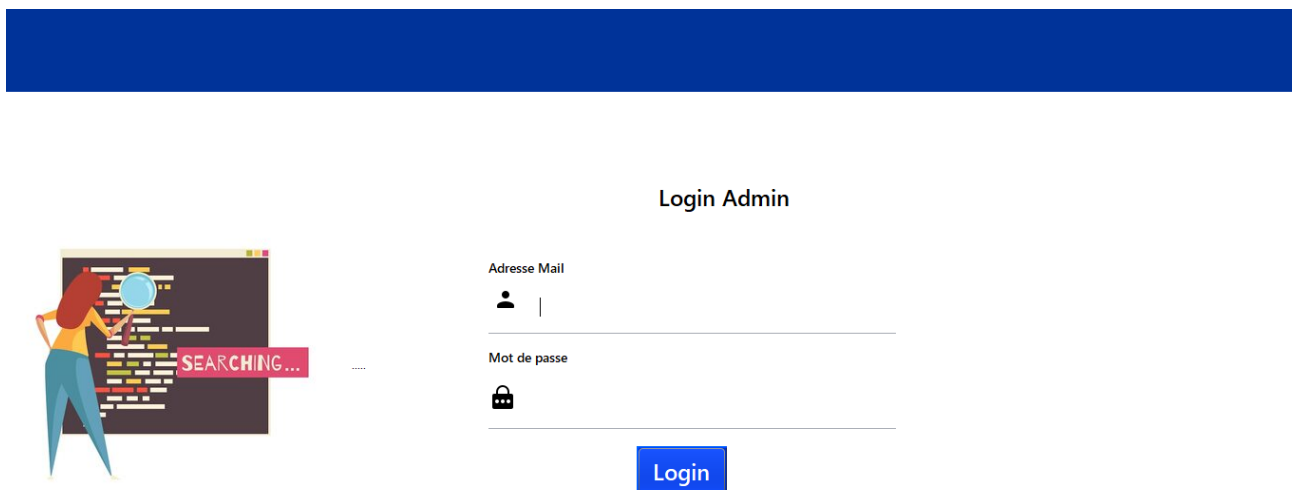 Login Admin
Adresse Mail
SEARCHING...
.....
Mot de passe
Login